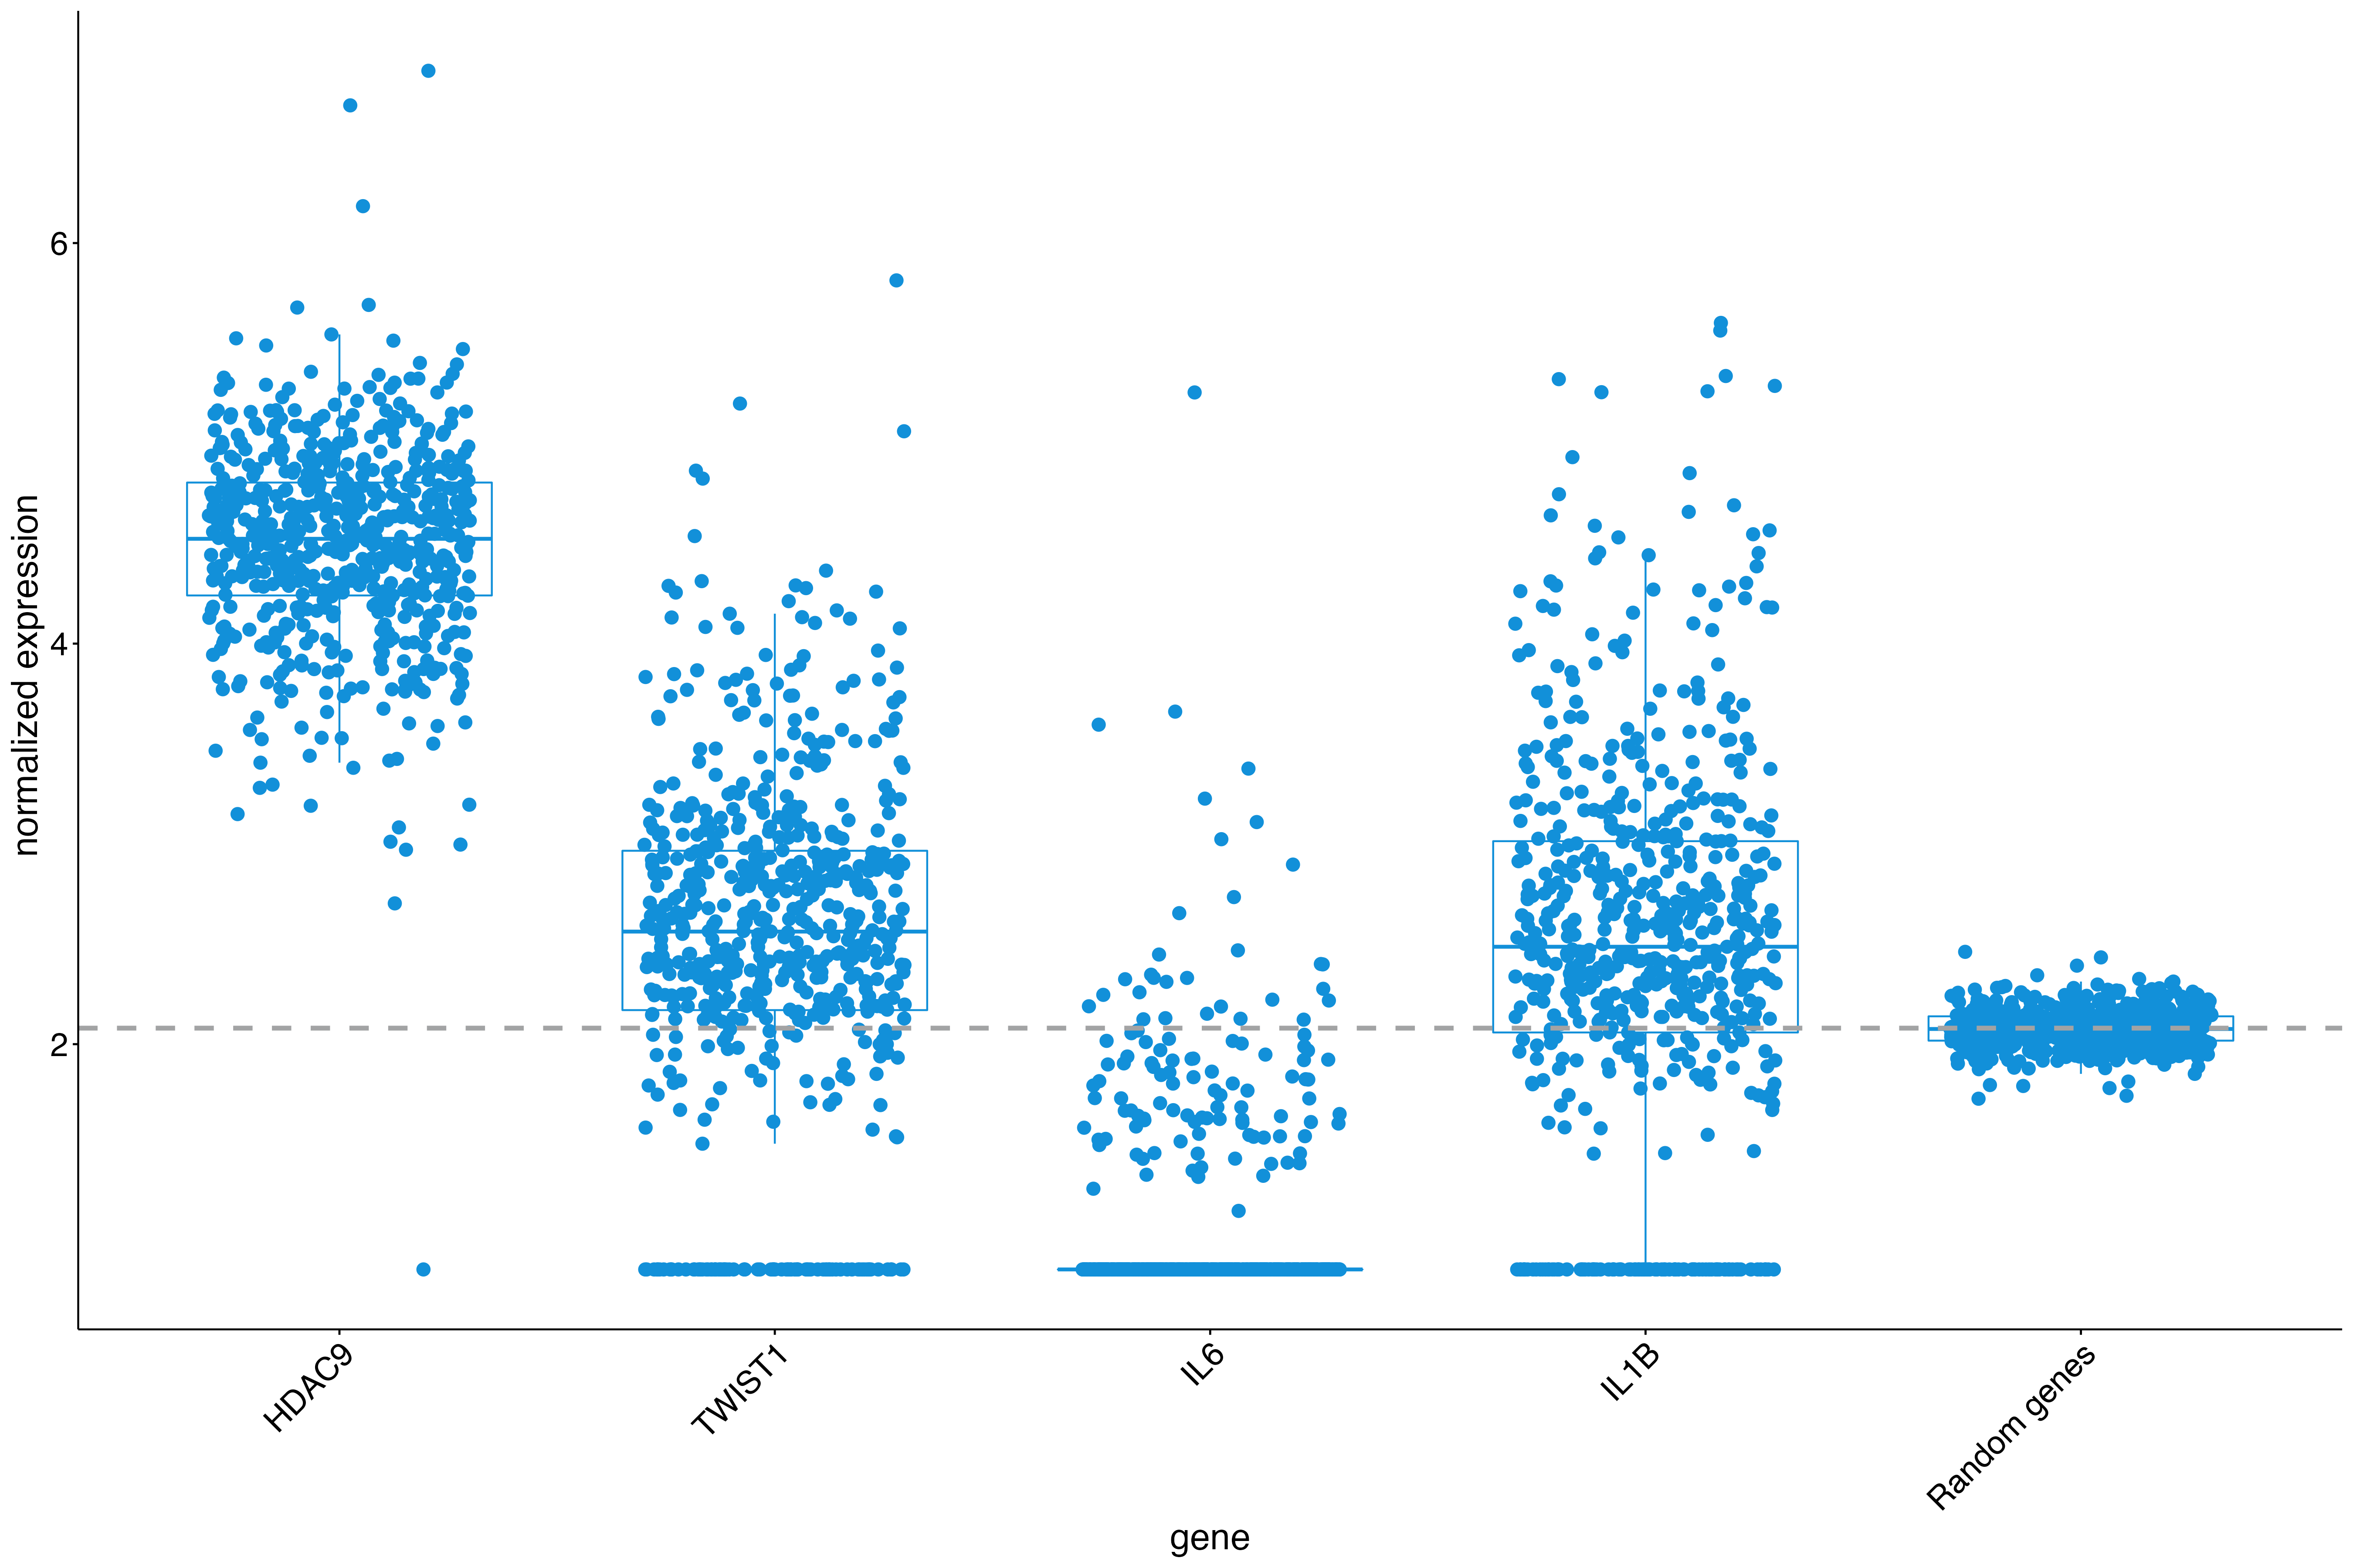 normalized expression
6
4
2
HDAC9
TWIST1
IL6
IL1B
Random genes
gene